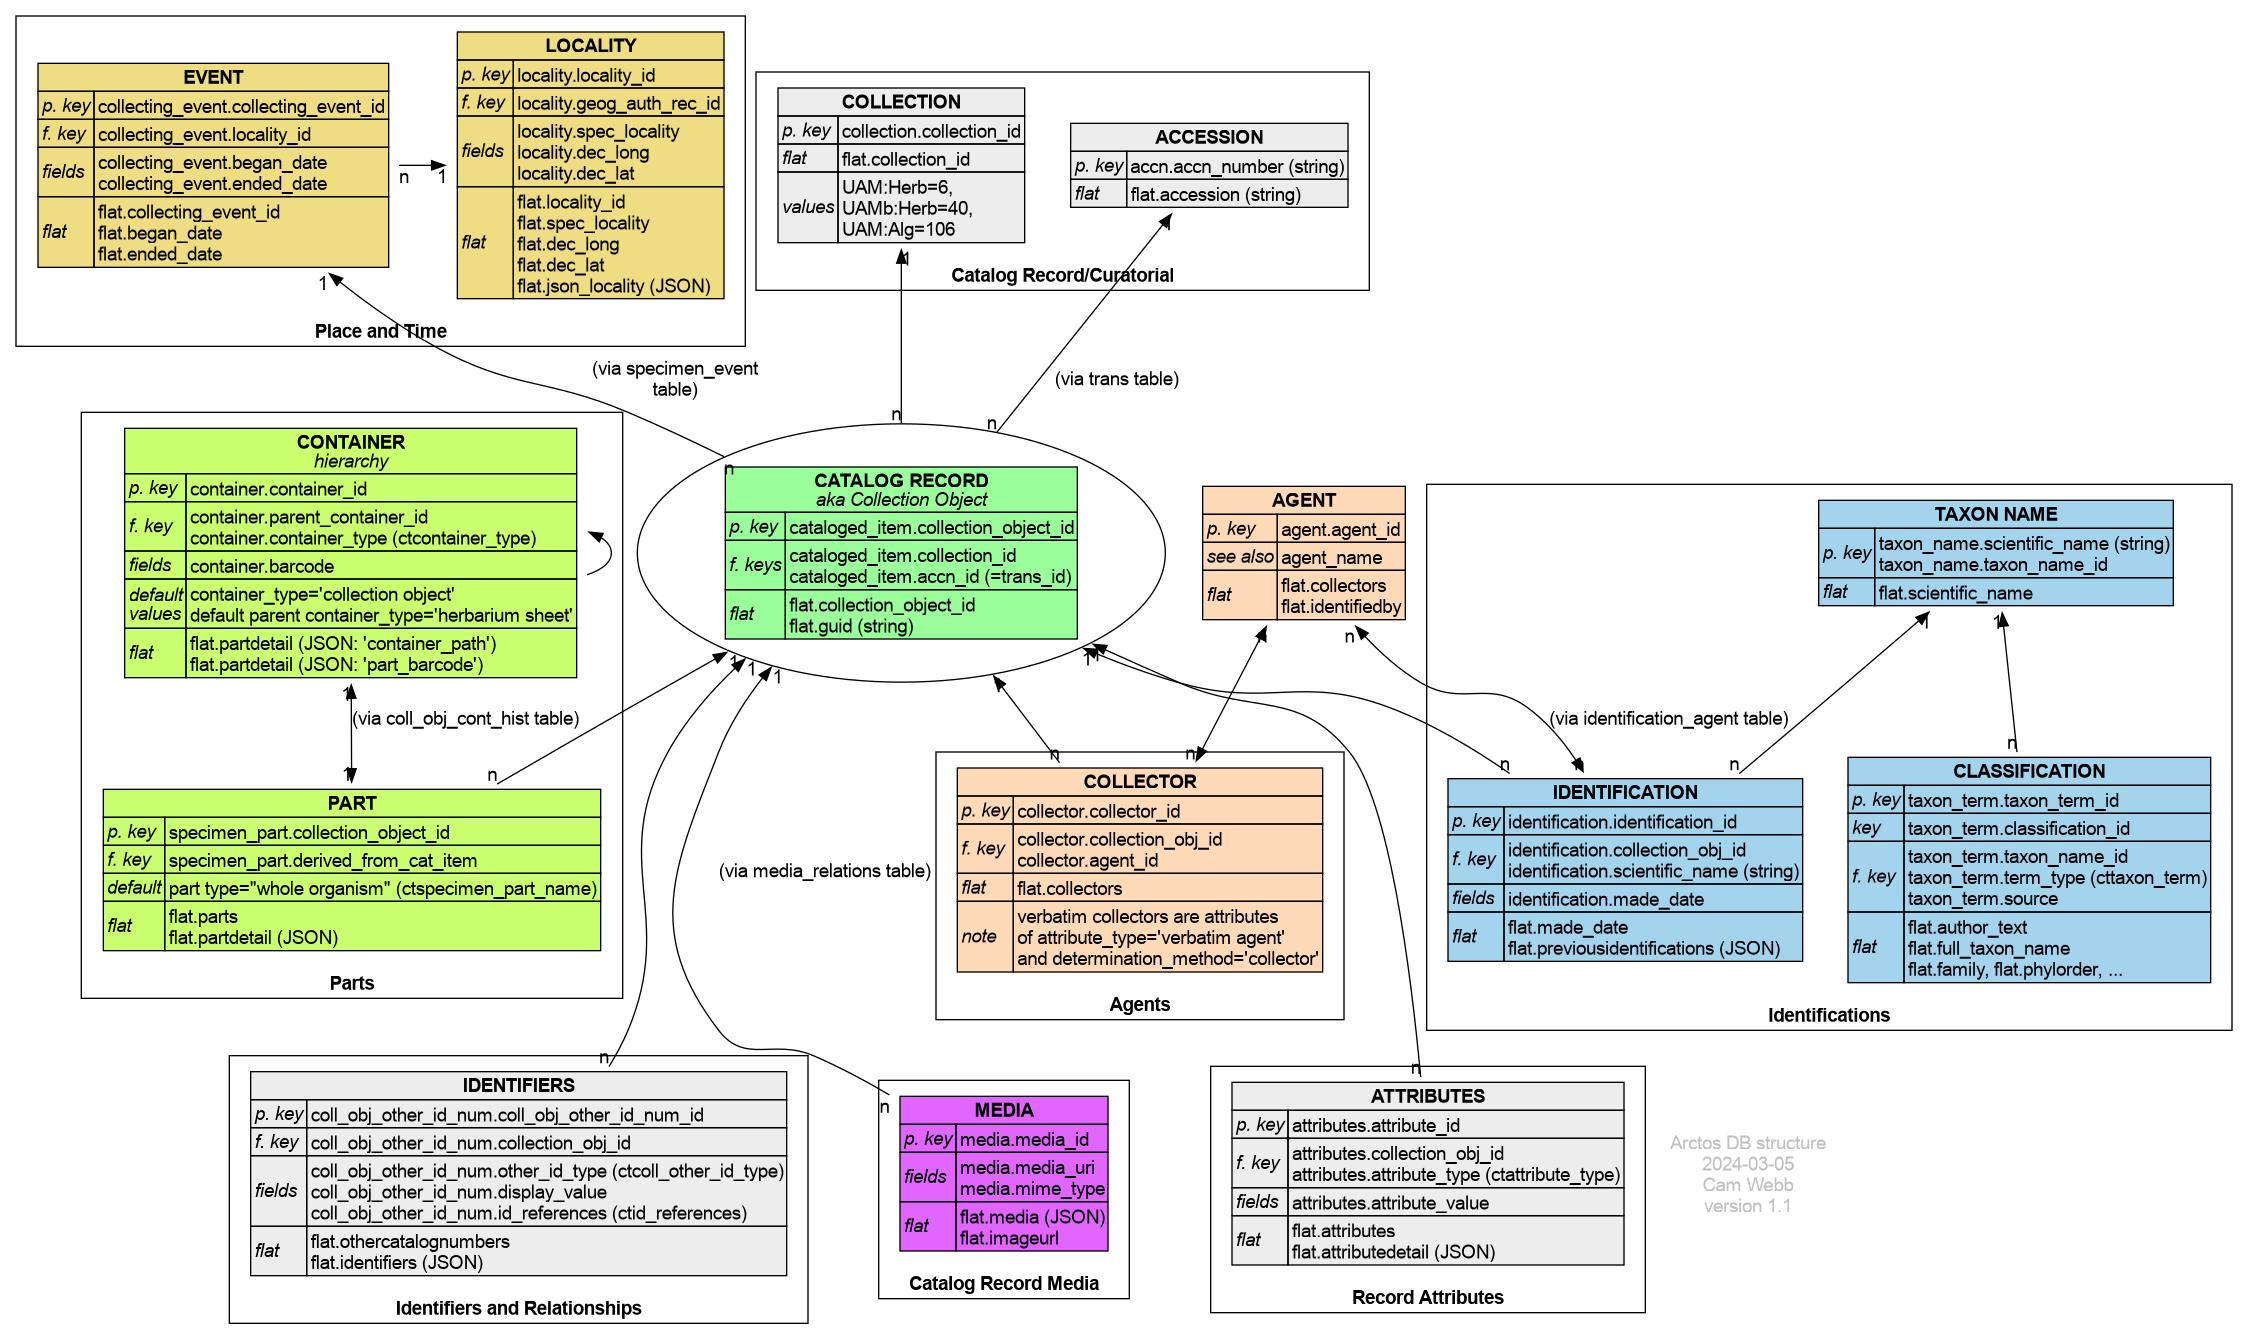 EVENT
p. key collecting_event.collecting_event_id
f. key collecting_event.locality_id
fields collecting_event.began_date
collecting_event.ended_date
flat flat.collecting_event_id
flat.began_date
flat.ended_date
n 1
LOCALITY
p. key locality.locality_id
f. key locality.geog_auth_rec_id
fields locality.spec_locality
locality.dec_long
locality.dec_lat
flat flat.locality_id
flat.spec_locality
flat.dec_long
flat.dec_lat
flat.json_locality (JSON)
1
Place and Time
COLLECTION
p. key collection.collection_id
flat flat.collection_id
values UAM:Herb=6,
UAMb:Herb=40,
UAM:Alg=106
1
ACCESSION
p. key accn.accn_number (string)
flat flat.accession (string)
1
Catalog Record/Curatorial
(via specimen_event
table)
(via trans table)
n
n
n
CONTAINER
hierarchy
p. key container.container_id
f. key container.parent_container_id
container.container_type (ctcontainer_type)
fields container.barcode
default
values container_type='collection object'
default parent container_type='herbarium sheet'
flat flat.partdetail (JSON: 'container_path')
flat.partdetail (JSON: 'part_barcode')
1
(via coll_obj_cont_hist table)
1
n
PART
p. key specimen_part.collection_object_id
f. key specimen_part.derived_from_cat_item
default part type="whole organism" (ctspecimen_part_name)
flat flat.parts
flat.partdetail (JSON)
Parts
CATALOG RECORD
aka Collection Object
p. key cataloged_item.collection_object_id
f. keys cataloged_item.collection_id
cataloged_item.accn_id (=trans_id)
flat flat.collection_object_id
flat.guid (string)
1
1
1
1
1
1
AGENT
p. key agent.agent_id
see also agent_name
flat flat.collectors
flat.identifiedby
1
n
n
n
COLLECTOR
p. key collector.collector_id
f. key collector.collection_obj_id
collector.agent_id
flat flat.collectors
note verbatim collectors are attributes
of attribute_type='verbatim agent'
and determination_method='collector'
Agents
TAXON NAME
p. key taxon_name.scientific_name (string)
taxon_name.taxon_name_id
flat flat.scientific_name
1
1
(via identification_agent table)
n
n
n
n
IDENTIFICATION
p. key identification.identification_id
f. key identification.collection_obj_id
identification.scientific_name (string)
fields identification.made_date
flat flat.made_date
flat.previousidentifications (JSON)
CLASSIFICATION
p. key taxon_term.taxon_term_id
key taxon_term.classification_id
f. key taxon_term.taxon_name_id
taxon_term.term_type (cttaxon_term)
taxon_term.source
flat flat.author_text
flat.full_taxon_name
flat.family, flat.phylorder, ...
Identifications
(via media_relations table)
n
IDENTIFIERS
p. key coll_obj_other_id_num.coll_obj_other_id_num_id
f. key coll_obj_other_id_num.collection_obj_id
fields coll_obj_other_id_num.other_id_type (ctcoll_other_id_type)
coll_obj_other_id_num.display_value
coll_obj_other_id_num.id_references (ctid_references)
flat flat.othercatalognumbers
flat.identifiers (JSON)
Identifiers and Relationships
n
MEDIA
p. key media.media_id
fields media.media_uri
media.mime_type
flat flat.media (JSON)
flat.imageurl
Catalog Record Media
n
ATTRIBUTES
p. key attributes.attribute_id
f. key attributes.collection_obj_id
attributes.attribute_type (ctattribute_type)
fields attributes.attribute_value
flat flat.attributes
flat.attributedetail (JSON)
Record Attributes
Arctos DB structure
2024-03-05
Cam Webb
version 1.1